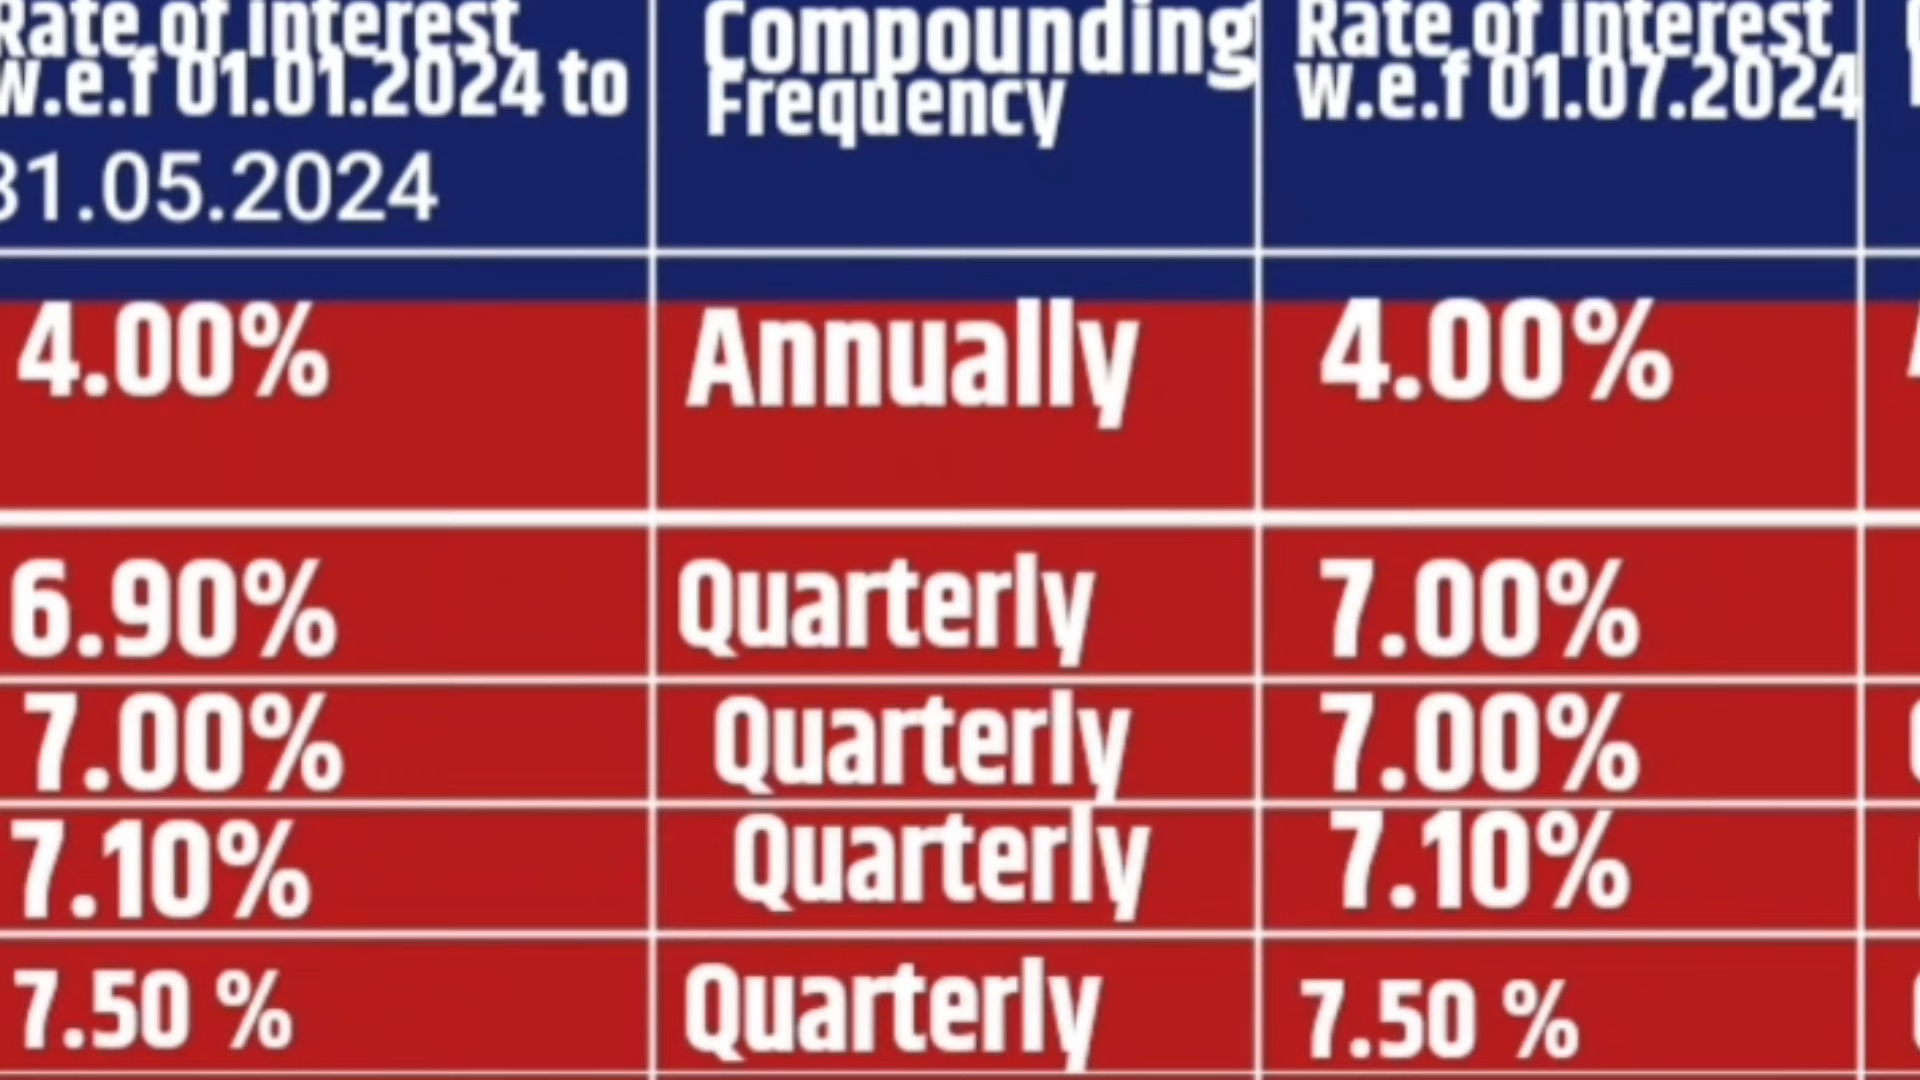 Rate of interest
w.e.f 01.01.2024 to
31.05.2024
Compounding
Frequency
Rate of interest
w.e.f 01.07.2024
4.00% Annually 4.00%
6.90% Quarterly 7.00%
7.00% Quarterly 7.00%
7.10% Quarterly 7.10%
7.50 % Quarterly 7.50 %